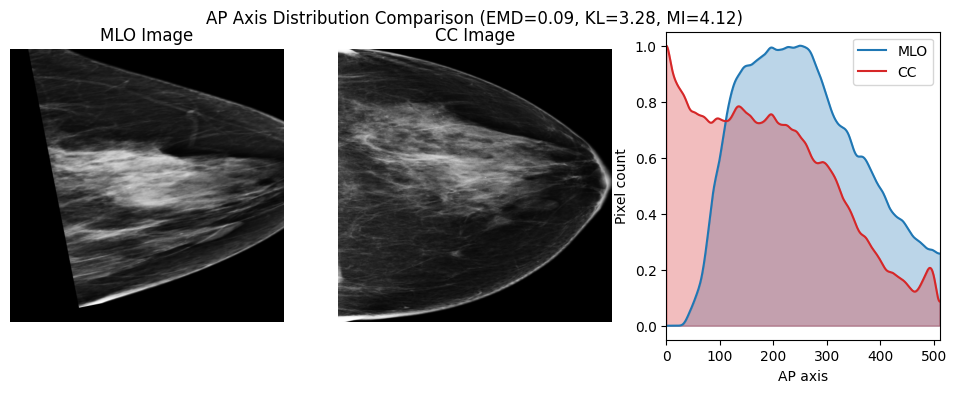 AP Axis Distribution Comparison (EMD=0.09, KL=3.28, MI=4.12)
MLO Image
CC Image
MLO
CC
Pixel count
1.0
0.8
0.6
0.4
0.2
0.0
0 100 200 300 400 500
AP axis